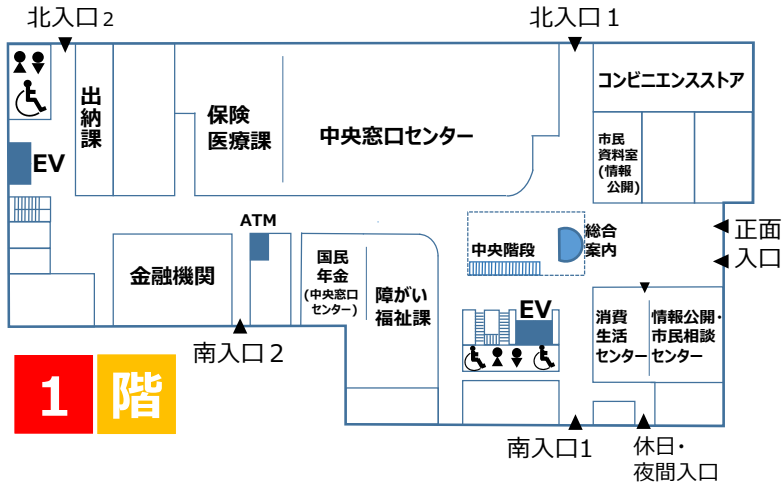 北入口２
北入口１
出納課
保険
医療課
中央窓口センター
コンビニエンスストア
市民
資料室
(情報
公開)
EV
ATM
金融機関
国民
年金
(中央窓口
センター)
障がい
福祉課
中央階段
総合
案内
正面
入口
EV
消費
生活
センター
情報公開・
市民相談
センター
南入口２
１
階
南入口1
休日・
夜間入口